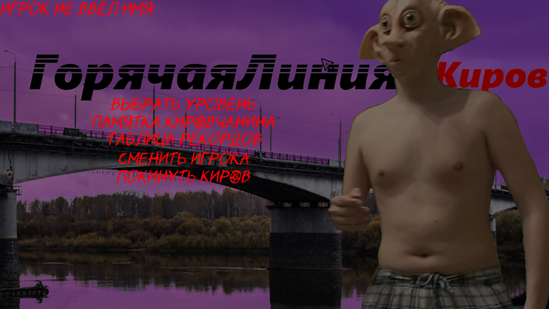 ИГРОК НЕ ВВЕЛ ИМЯ
ГорячаяЛиния Киров
ВЫБРАТЬ УРОВЕНЬ
ПАМЯТКА КИРОВЧАНИНА
ТАБЛИЦА РЕКОРДОВ
СМЕНИТЬ ИГРОКА
ПОКИНУТЬ КИРОВ